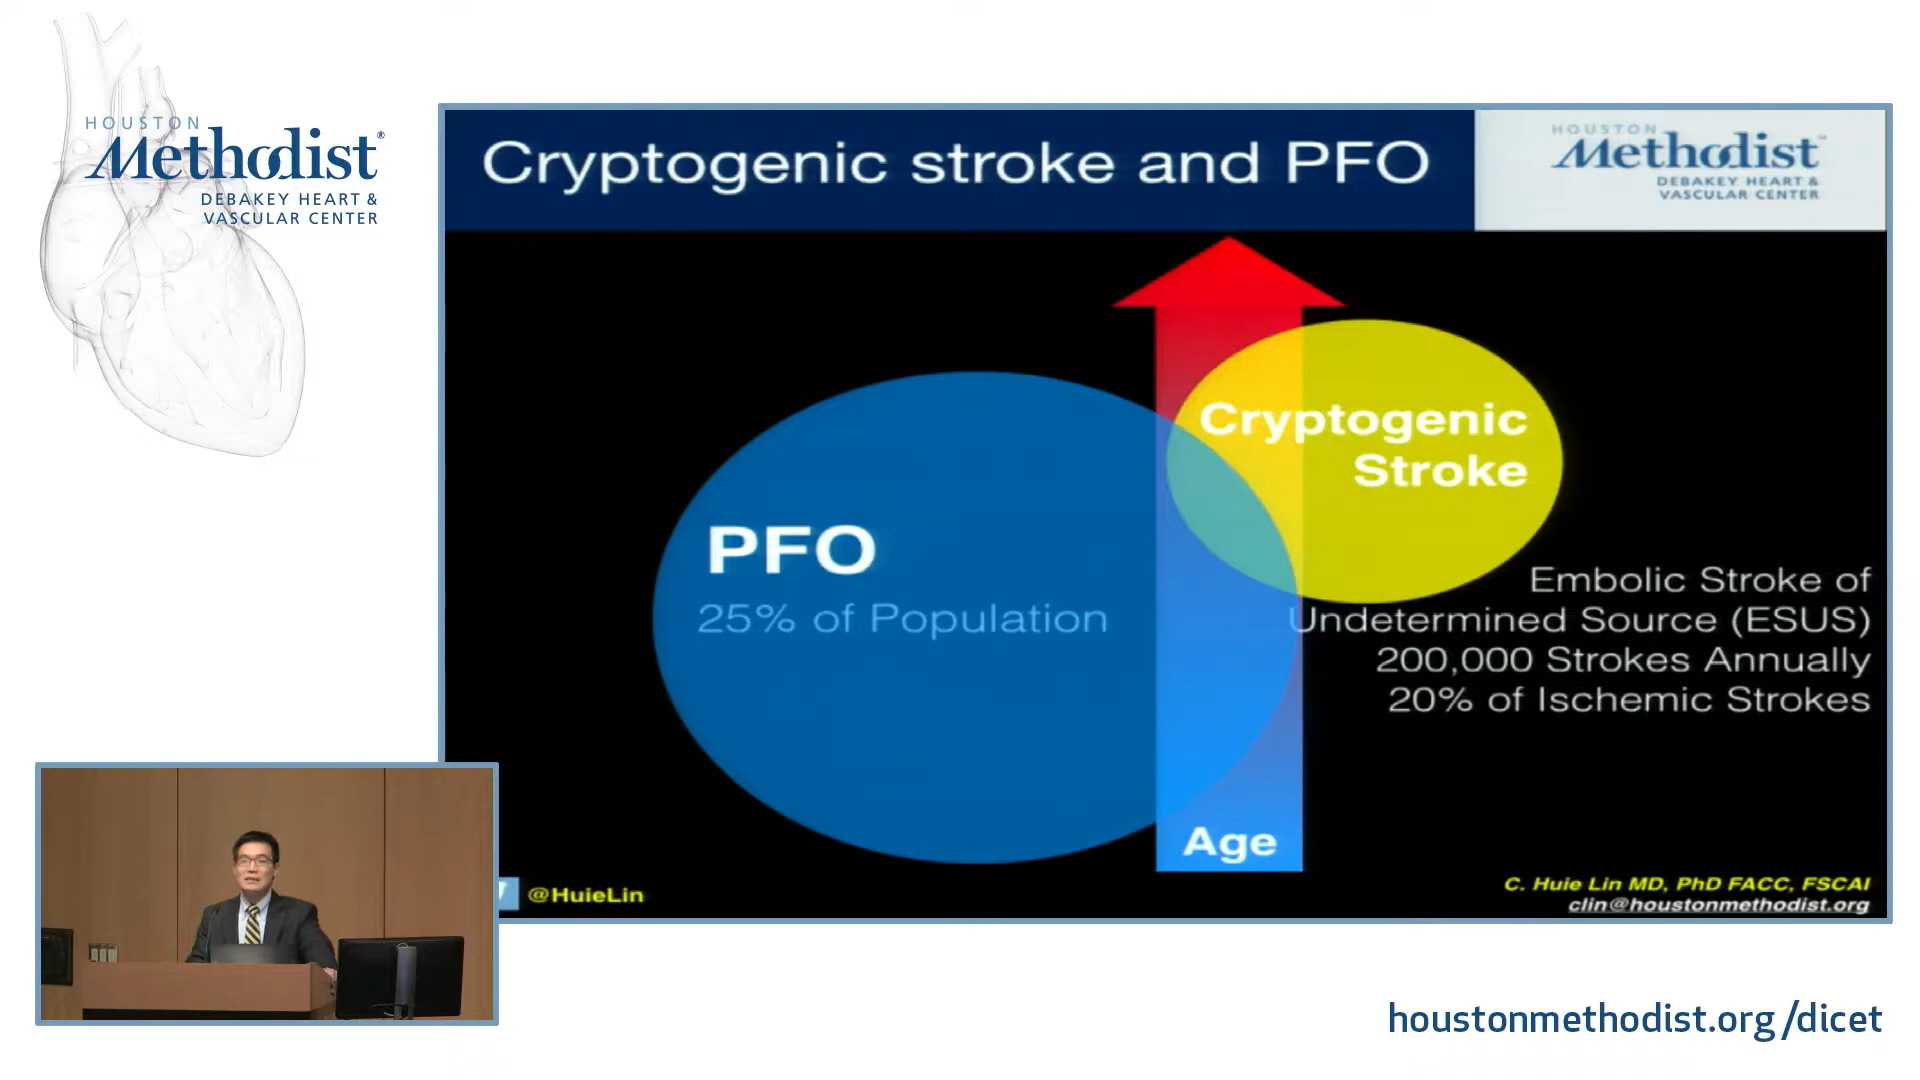 HOUSTON
Methodist®
DEBAKEY HEART &
VASCULAR CENTER
Cryptogenic stroke and PFO
HOUSTON
Methodist™
DEBAKEY HEART &
VASCULAR CENTER
Cryptogenic
Stroke
PFO
25% of Population
Embolic Stroke of
Undetermined Source (ESUS)
200,000 Strokes Annually
20% of Ischemic Strokes
Age
@HuieLin
C. Huie Lin MD, PhD FACC, FSCAI
clin@houstonmethodist.org
houstonmethodist.org/dicet